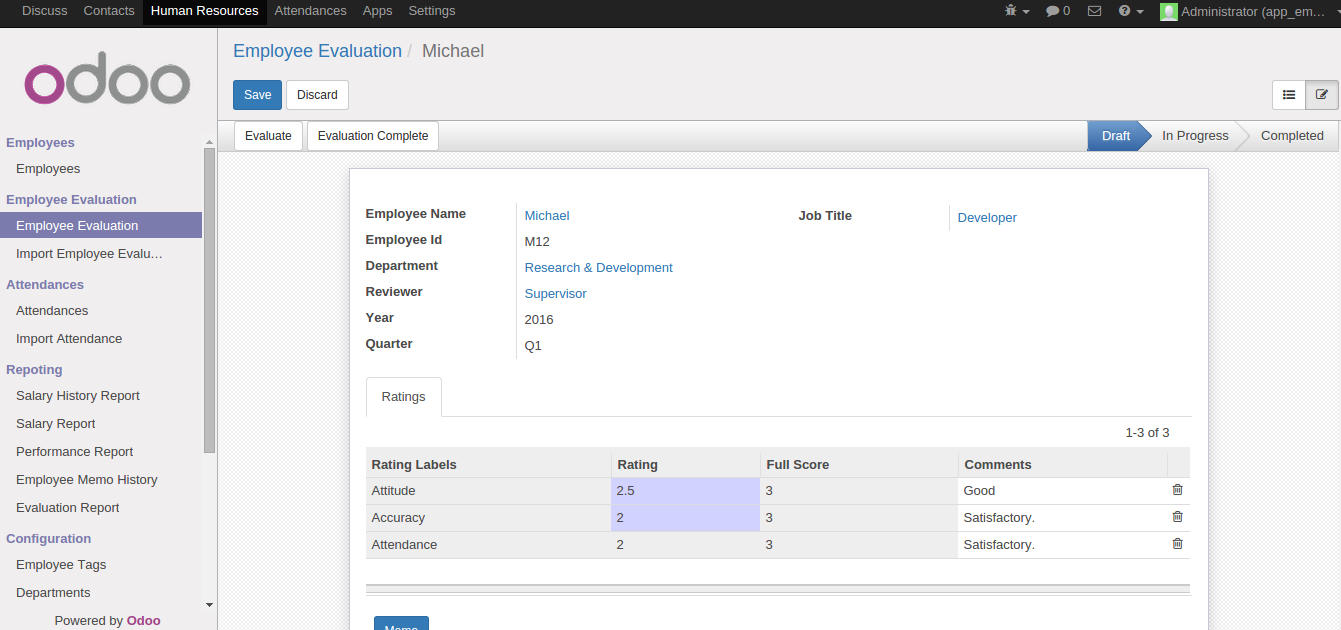 Discuss Contacts Human Resources Attendances Apps Settings 0 Administrator (app_em...
odoo
Employee Evaluation / Michael
Save Discard
Evaluate Evaluation Complete Draft In Progress Completed
Employees
Employees
Employee Evaluation
Employee Evaluation
Import Employee Evalu...
Attendances
Attendances
Import Attendance
Repoting
Salary History Report
Salary Report
Performance Report
Employee Memo History
Evaluation Report
Configuration
Employee Tags
Departments
Powered by Odoo
Employee Name Michael Job Title Developer
Employee Id M12
Department Research & Development
Reviewer Supervisor
Year 2016
Quarter Q1
Ratings
1-3 of 3
Rating Labels Rating Full Score Comments
Attitude 2.5 3 Good
Accuracy 2 3 Satisfactory.
Attendance 2 3 Satisfactory.
Memo